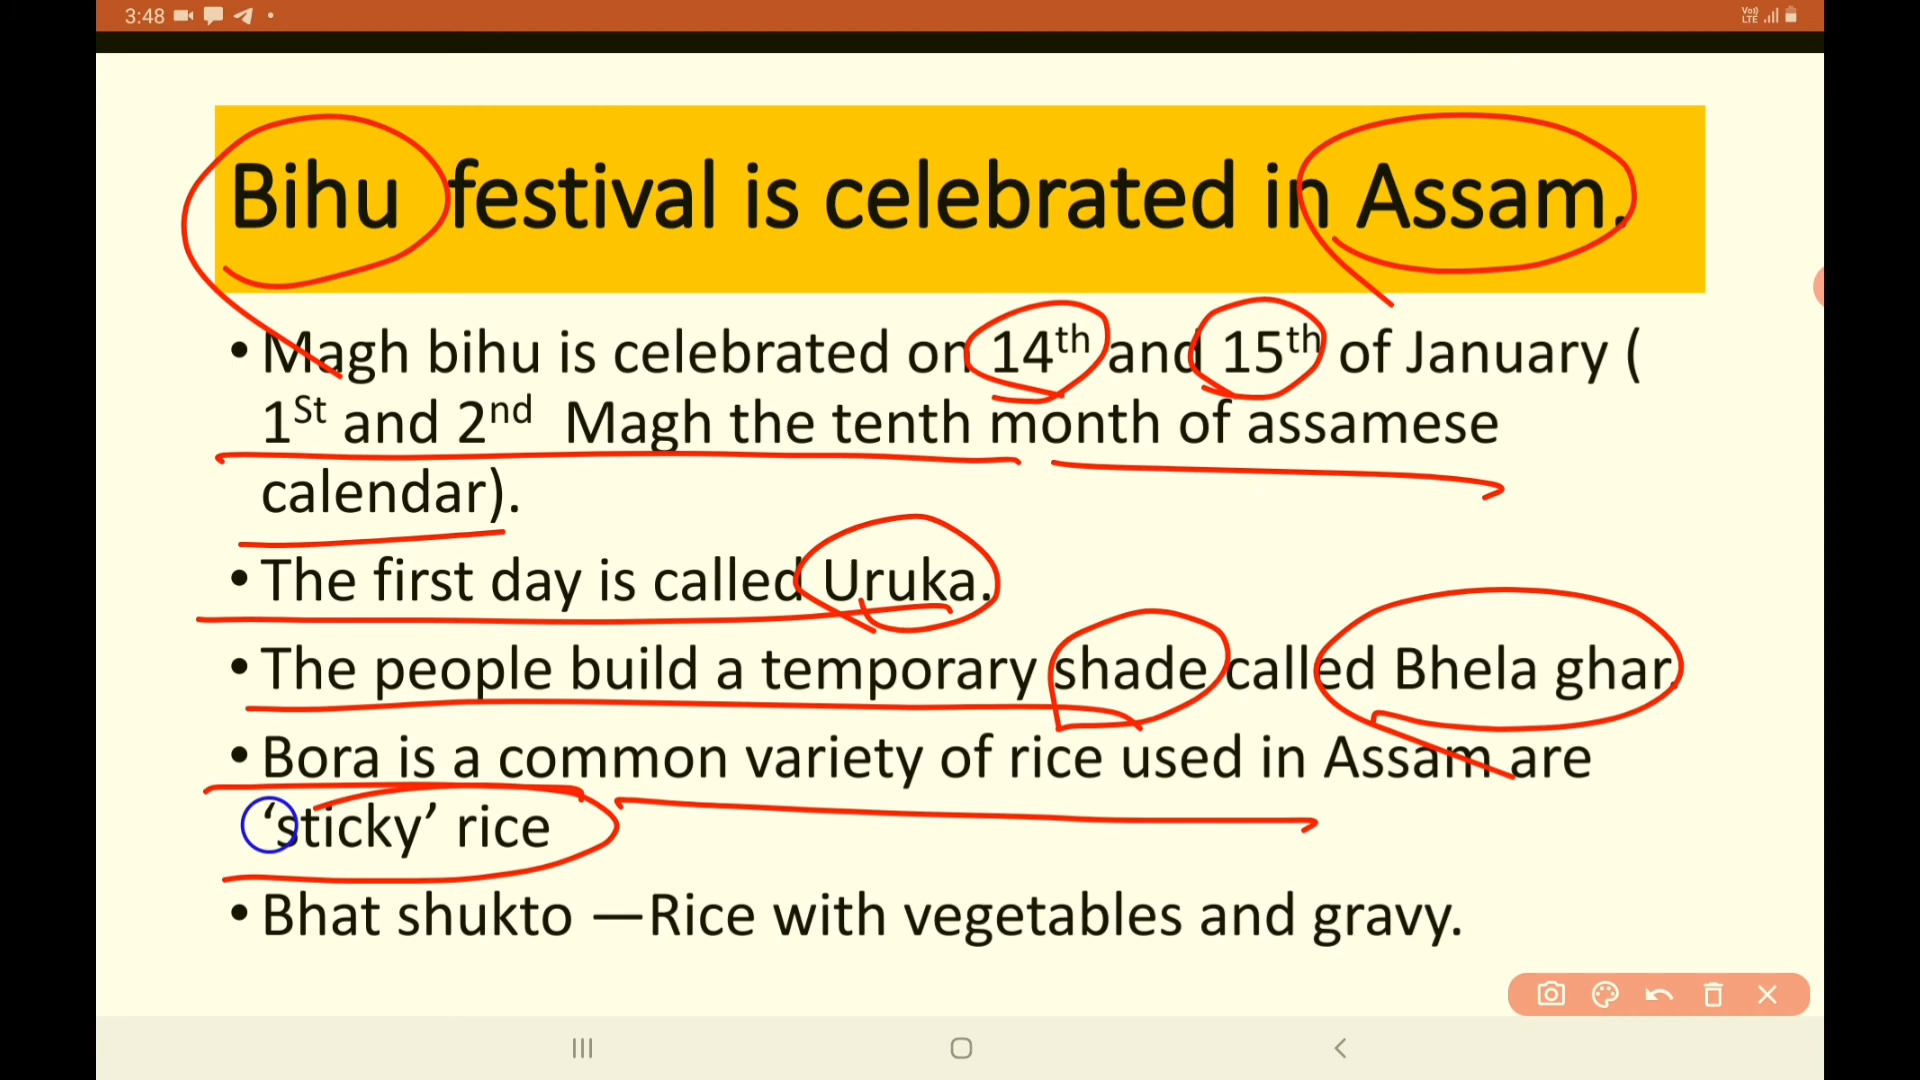 3:48
Vo)) LTE
Bihu festival is celebrated in Assam.
• Magh bihu is celebrated on 14th and 15th of January (
1St and 2nd Magh the tenth month of assamese
calendar).
• The first day is called Uruka.
• The people build a temporary shade called Bhela ghar.
• Bora is a common variety of rice used in Assam are
‘sticky’ rice
• Bhat shukto —Rice with vegetables and gravy.